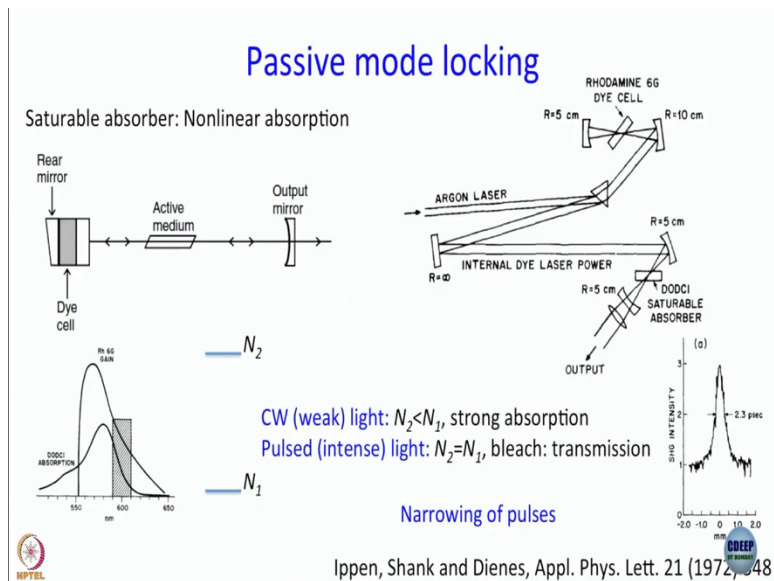 Passive mode locking
Saturable absorber: Nonlinear absorption
Rear
mirror
Active
medium
Output
mirror
Dye
cell
RHODAMINE 6G
DYE CELL
R=5 cm
R=10 cm
ARGON LASER
R=5 cm
R=∞
INTERNAL DYE LASER POWER
R=5 cm
DODCI
SATURABLE
ABSORBER
OUTPUT
Rh 6G
GAIN
DODCI
ABSORPTION
550 600 650
nm
N2
N1
CW (weak) light: N2<N1, strong absorption
Pulsed (intense) light: N2=N1, bleach: transmission
Narrowing of pulses
(a)
SHG INTENSITY
3
2
1
0
2.3 psec
-2.0 -1.0 0 1.0 2.0
mm
Ippen, Shank and Dienes, Appl. Phys. Lett. 21 (1972) 348
NPTEL
CDEEP
IIT BOMBAY